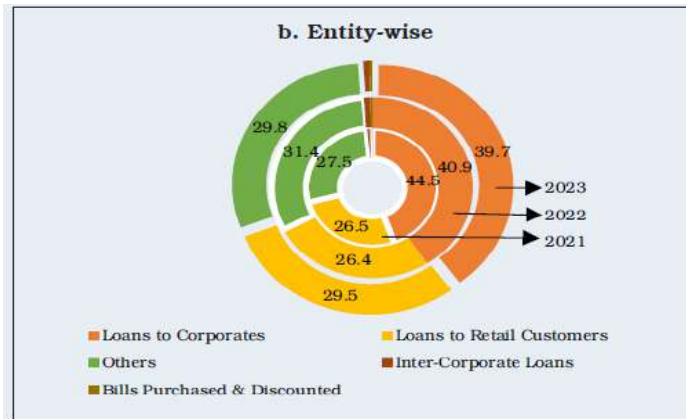 b. Entity-wise
29.8
31.4
27.5
39.7
40.9
44.5
26.5
26.4
29.5
2023
2022
2021
Loans to Corporates
Loans to Retail Customers
Others
Inter-Corporate Loans
Bills Purchased & Discounted